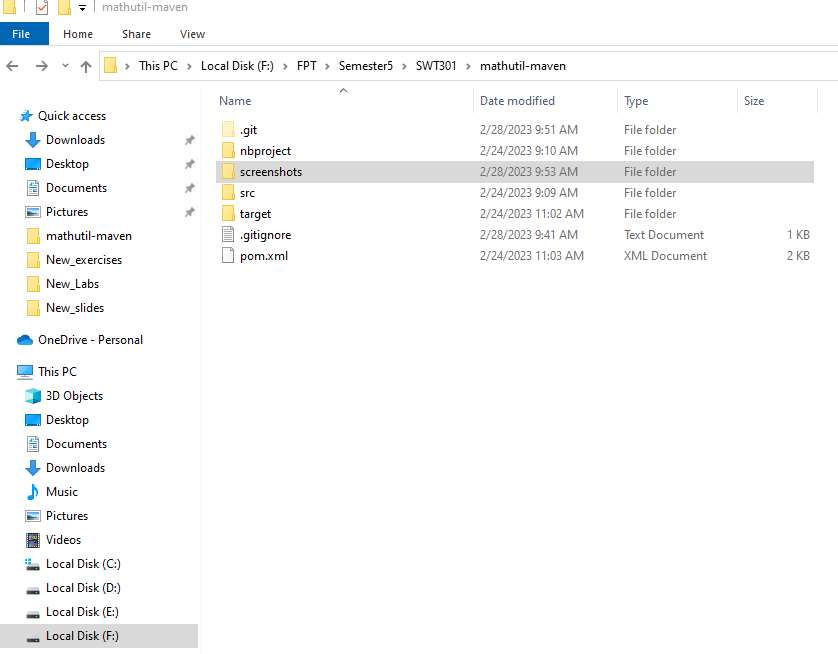 mathutil-maven
File Home Share View
This PC Local Disk (F:) FPT Semester5 SWT301 mathutil-maven
Name Date modified Type Size
.git 2/28/2023 9:51 AM File folder
nbproject 2/24/2023 9:10 AM File folder
screenshots 2/28/2023 9:53 AM File folder
src 2/24/2023 9:09 AM File folder
target 2/24/2023 11:02 AM File folder
.gitignore 2/28/2023 9:41 AM Text Document 1 KB
pom.xml 2/24/2023 11:03 AM XML Document 2 KB
Quick access
Downloads
Desktop
Documents
Pictures
mathutil-maven
New_exercises
New_Labs
New_slides
OneDrive - Personal
This PC
3D Objects
Desktop
Documents
Downloads
Music
Pictures
Videos
Local Disk (C:)
Local Disk (D:)
Local Disk (E:)
Local Disk (F:)